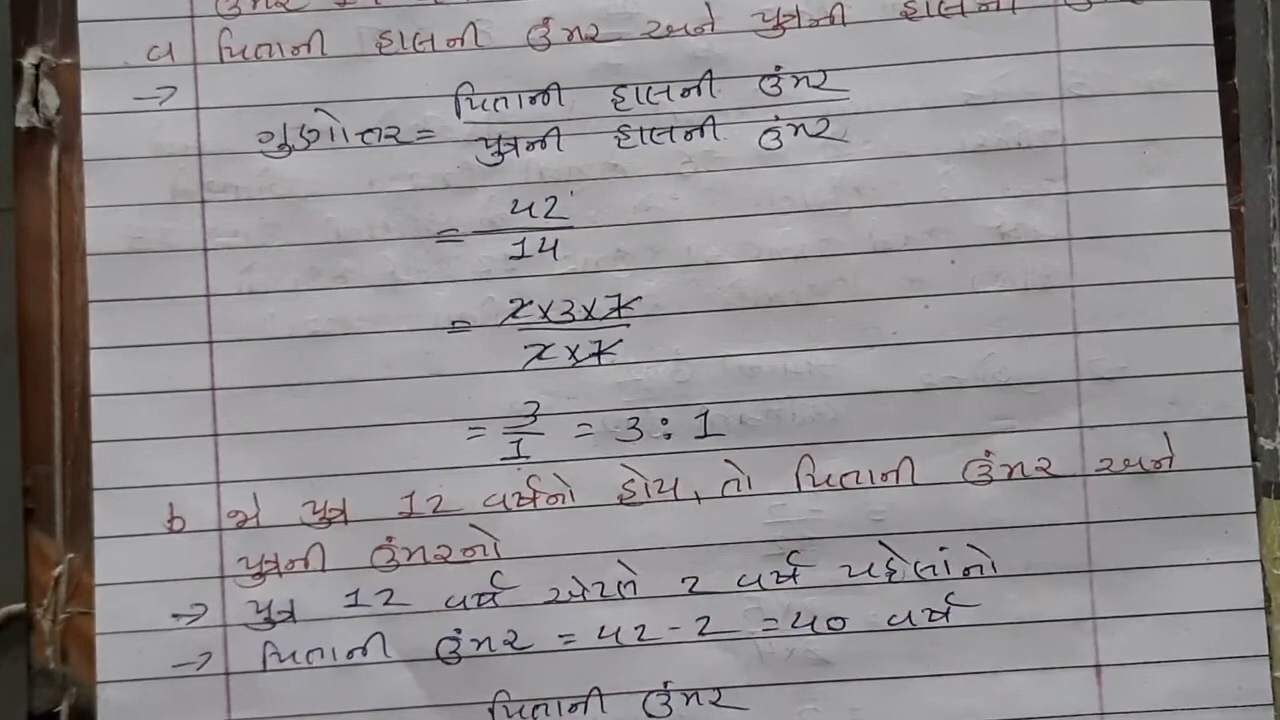 a પિતાની હાલની ઉંમર અને પુત્રની હાલની
→
ગુણોત્તર = પિતાની હાલની ઉંમર
પુત્રની હાલની ઉંમર
= 42
14
= 2×3×7
2×7
= 3/1 = 3 : 1
b જો પુત્ર 12 વર્ષનો હોય, તો પિતાની ઉંમર અને
પુત્રની ઉંમરનો
→ પુત્ર 12 વર્ષ એટલે 2 વર્ષ પહેલાંનો
→ પિતાની ઉંમર = 42 - 2 = 40 વર્ષ
પિતાની ઉંમર